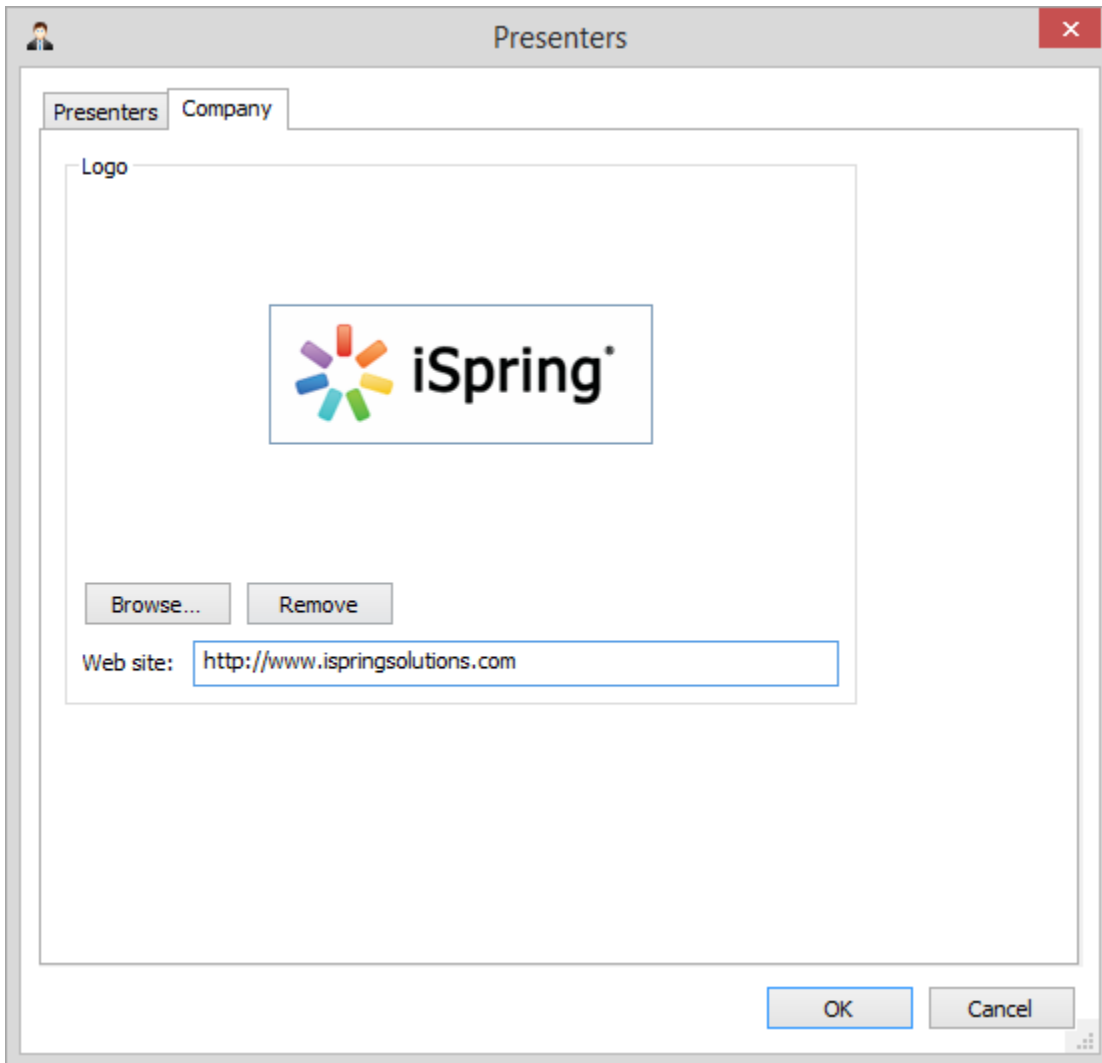 Presenters
Presenters Company
Logo
iSpring®
Browse... Remove
Web site: http://www.ispringsolutions.com
OK Cancel